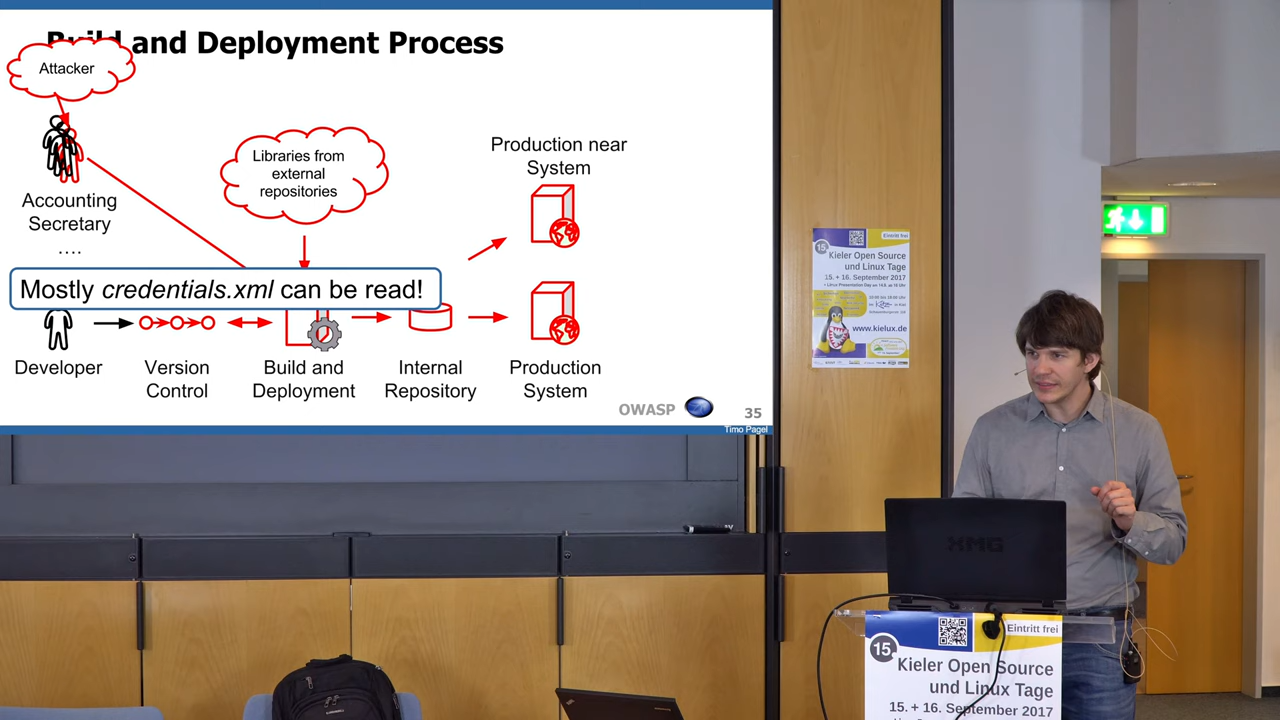 Build and Deployment Process
Attacker
Libraries from
external
repositories
Production near
System
Accounting
Secretary
....
Mostly credentials.xml can be read!
Developer
Version
Control
Build and
Deployment
Internal
Repository
Production
System
OWASP
35
Timo Pagel
Eintritt frei
15.
Kieler Open Source
und Linux Tage
15. + 16. September 2017
www.kielux.de
XMG
Eintritt frei
15.
Kieler Open Source
und Linux Tage
15. + 16. September 2017